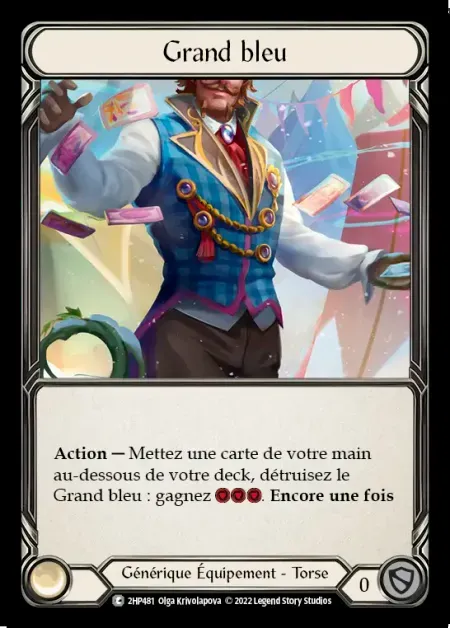 Grand bleu
Action — Mettez une carte de votre main
au-dessous de votre deck, détruisez le
Grand bleu : gagnez. Encore une fois
Générique Équipement - Torse
0
C 2HP481 Olga Krivolapova © 2022 Legend Story Studios